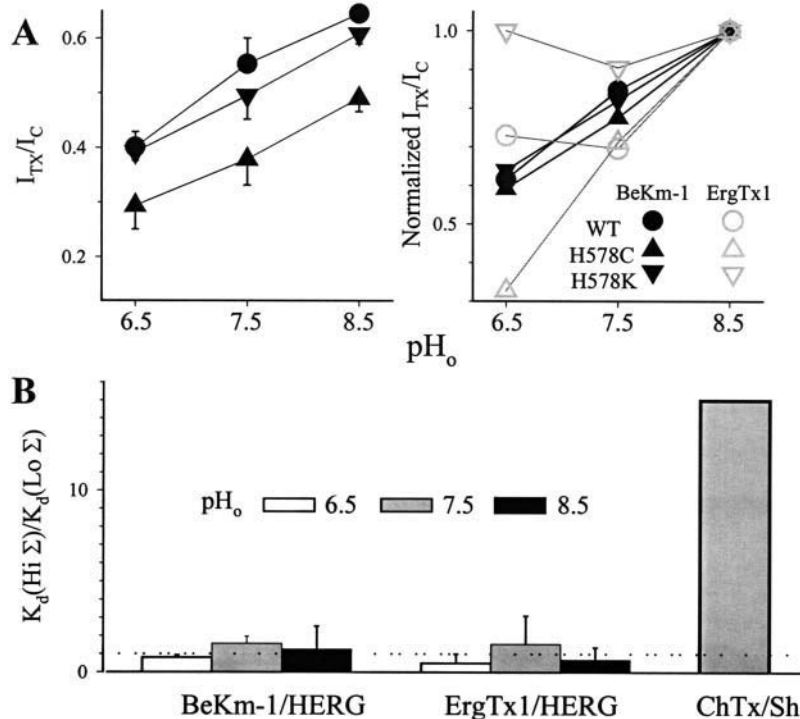 A
0.6
0.4
0.2
I_TX/I_C
6.5 7.5 8.5
1.0
0.5
Normalized I_TX/I_C
BeKm-1 ErgTx1
WT
H578C
H578K
6.5 7.5 8.5
pH_o
B
10
0
K_d(Hi Σ)/K_d(Lo Σ)
pH_o 6.5 7.5 8.5
BeKm-1/HERG ErgTx1/HERG ChTx/Sh